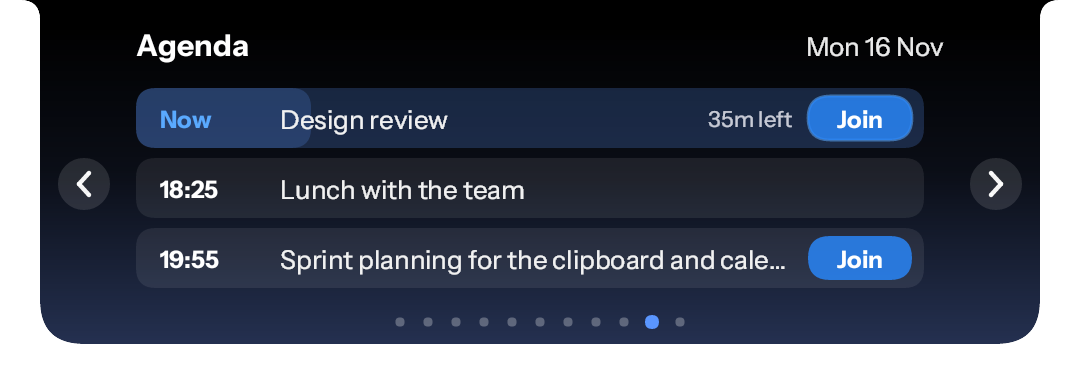 Agenda
Mon 16 Nov
Now Design review 35m left Join
18:25 Lunch with the team
19:55 Sprint planning for the clipboard and cale... Join